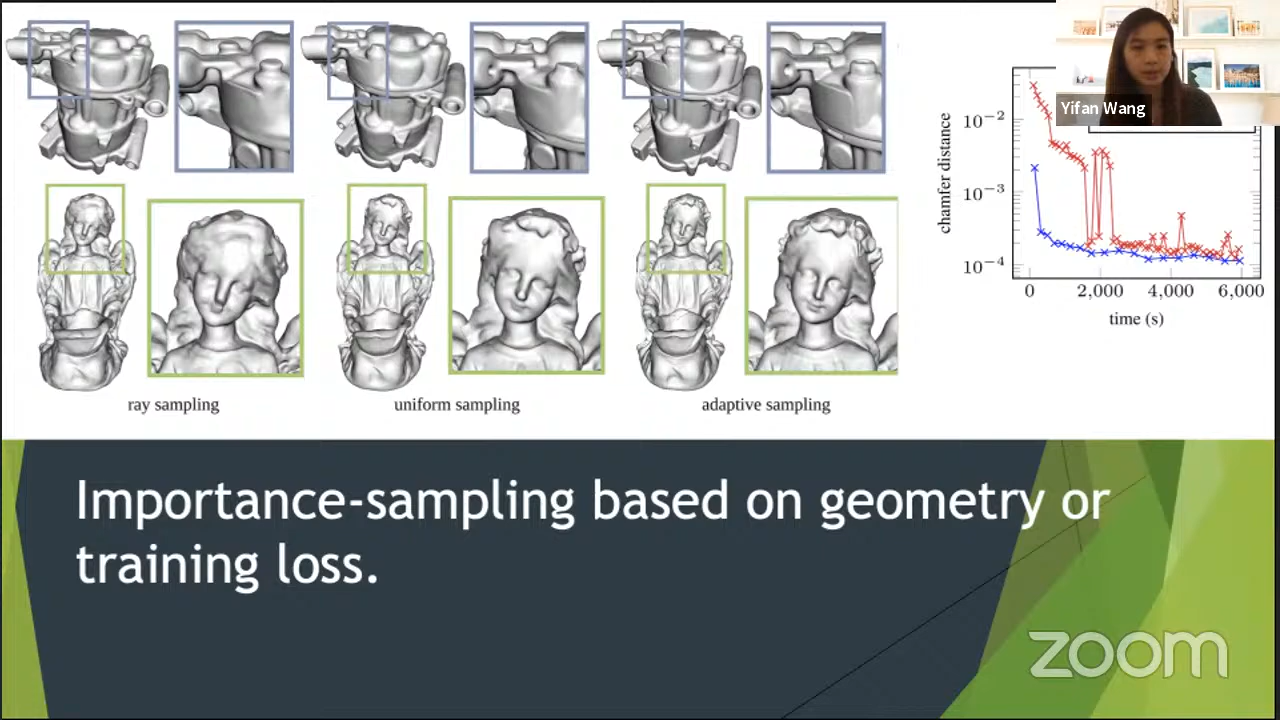 Yifan Wang
chamfer distance
10−2
10−3
10−4
0 2,000 4,000 6,000
time (s)
ray sampling uniform sampling adaptive sampling
Importance-sampling based on geometry or
training loss.
zoom